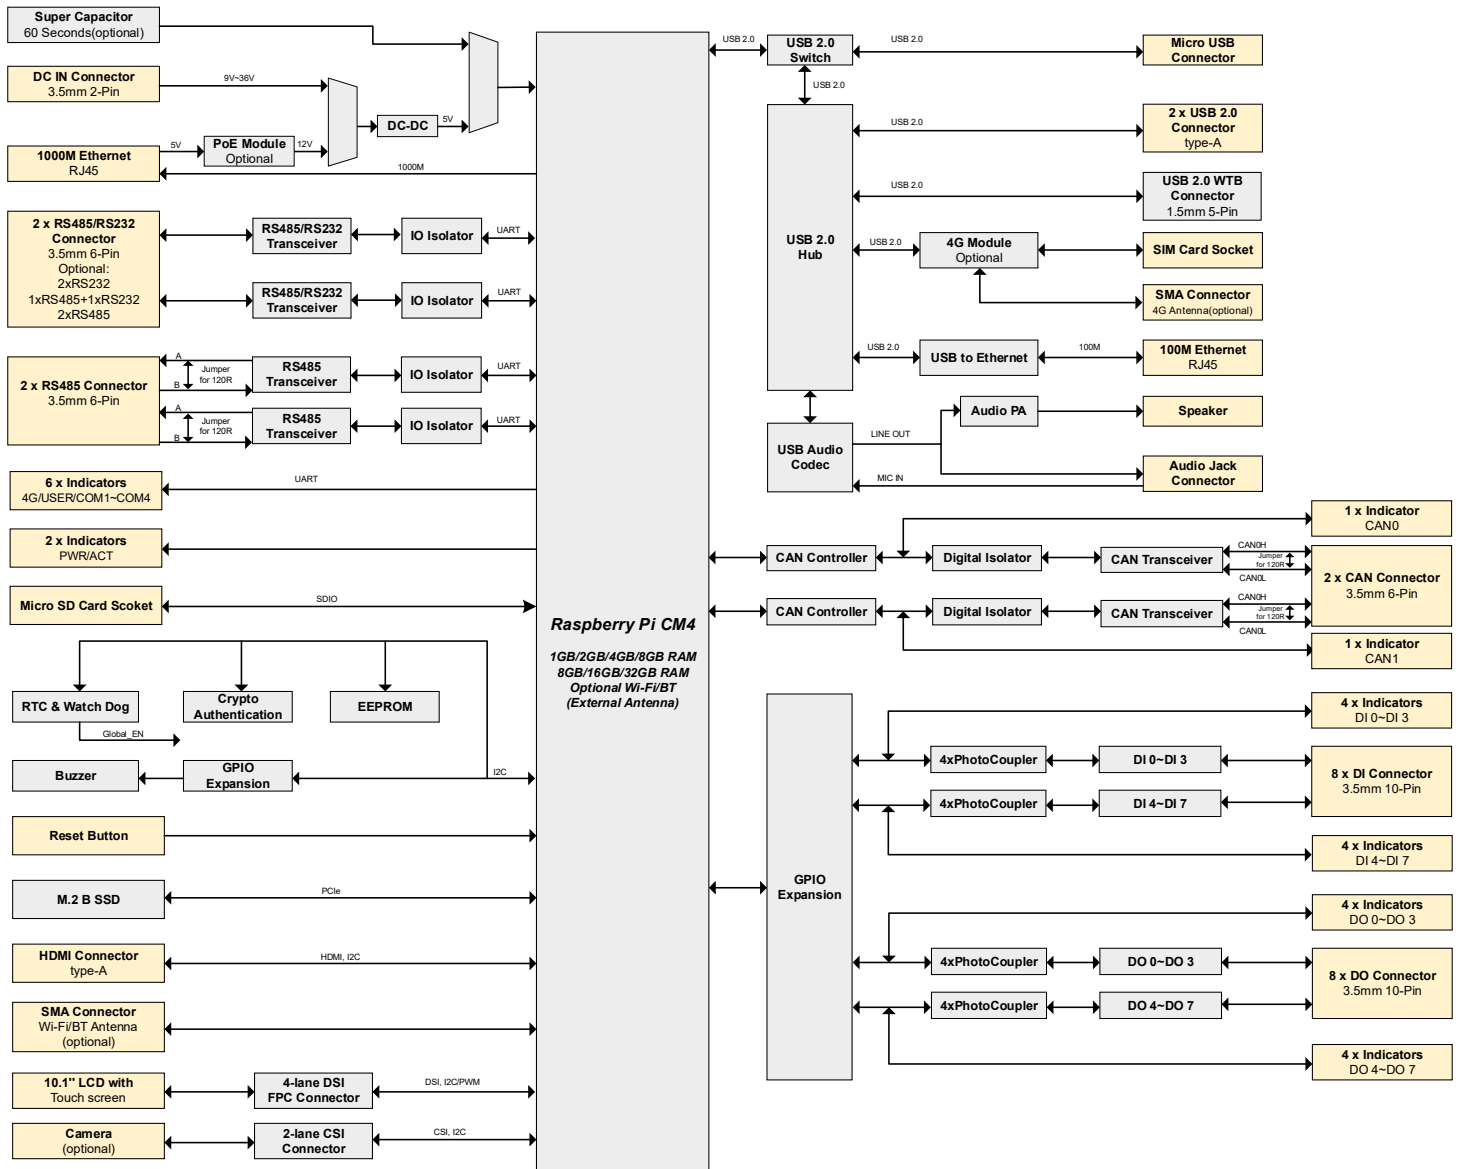 Super Capacitor
60 Seconds(optional)
DC IN Connector
3.5mm 2-Pin
9V~36V
DC-DC
5V
5V
PoE Module
Optional
12V
1000M Ethernet
RJ45
1000M
2 x RS485/RS232
Connector
3.5mm 6-Pin
Optional:
2xRS232
1xRS485+1xRS232
2xRS485
RS485/RS232
Transceiver
IO Isolator
UART
RS485/RS232
Transceiver
IO Isolator
UART
2 x RS485 Connector
3.5mm 6-Pin
A
Jumper
for 120R
B
RS485
Transceiver
IO Isolator
UART
A
Jumper
for 120R
B
RS485
Transceiver
IO Isolator
UART
6 x Indicators
4G/USER/COM1~COM4
UART
2 x Indicators
PWR/ACT
Micro SD Card Scoket
SDIO
RTC & Watch Dog
Crypto
Authentication
EEPROM
Global_EN
Buzzer
GPIO
Expansion
I2C
Reset Button
M.2 B SSD
PCIe
HDMI Connector
type-A
HDMI, I2C
SMA Connector
Wi-Fi/BT Antenna
(optional)
10.1" LCD with
Touch screen
4-lane DSI
FPC Connector
DSI, I2C/PWM
Camera
(optional)
2-lane CSI
Connector
CSI, I2C
Raspberry Pi CM4
1GB/2GB/4GB/8GB RAM
8GB/16GB/32GB RAM
Optional Wi-Fi/BT
(External Antenna)
USB 2.0
USB 2.0
Switch
USB 2.0
Micro USB
Connector
USB 2.0
USB 2.0
Hub
USB 2.0
2 x USB 2.0
Connector
type-A
USB 2.0
USB 2.0 WTB
Connector
1.5mm 5-Pin
USB 2.0
4G Module
Optional
SIM Card Socket
SMA Connector
4G Antenna(optional)
USB 2.0
USB to Ethernet
100M
100M Ethernet
RJ45
USB Audio
Codec
LINE OUT
Audio PA
Speaker
MIC IN
Audio Jack
Connector
1 x Indicator
CAN0
CAN Controller
Digital Isolator
CAN Transceiver
CAN0H
Jumper
for 120R
CAN0L
2 x CAN Connector
3.5mm 6-Pin
CAN Controller
Digital Isolator
CAN Transceiver
CAN0H
Jumper
for 120R
CAN0L
1 x Indicator
CAN1
GPIO
Expansion
4 x Indicators
DI 0~DI 3
4xPhotoCoupler
DI 0~DI 3
8 x DI Connector
3.5mm 10-Pin
4xPhotoCoupler
DI 4~DI 7
4 x Indicators
DI 4~DI 7
4 x Indicators
DO 0~DO 3
4xPhotoCoupler
DO 0~DO 3
8 x DO Connector
3.5mm 10-Pin
4xPhotoCoupler
DO 4~DO 7
4 x Indicators
DO 4~DO 7